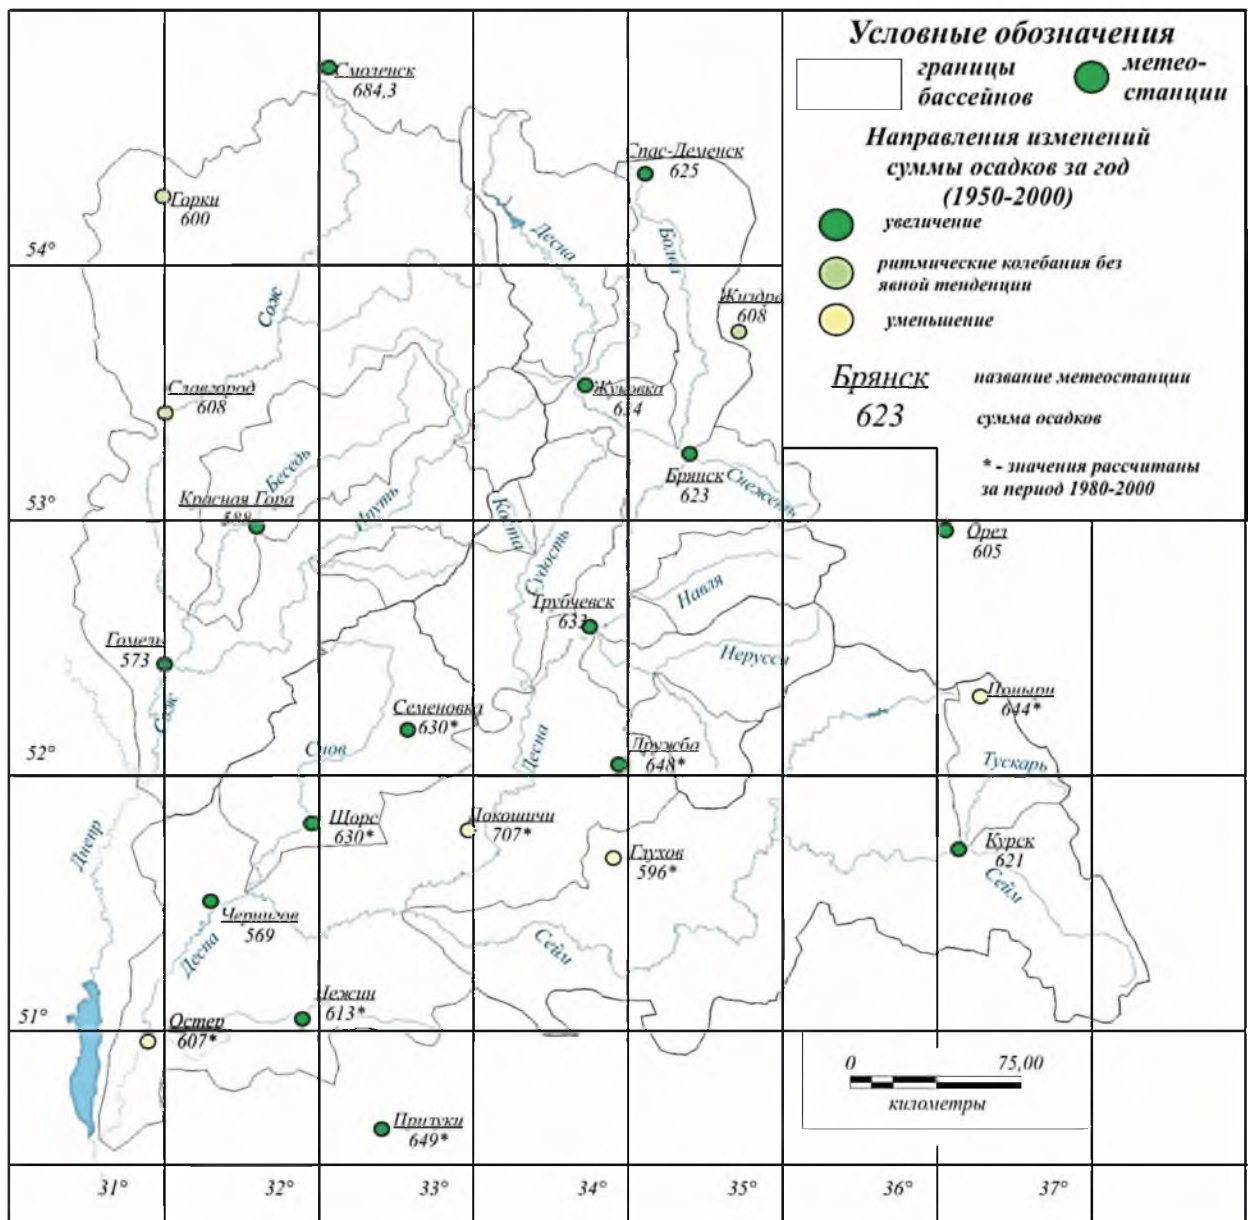 Условные обозначения
границы
бассейнов
метео-
станции
Направления изменений
суммы осадков за год
(1950-2000)
увеличение
ритмические колебания без
явной тенденции
уменьшение
Брянск
623
название метеостанции
сумма осадков
* - значения рассчитаны
за период 1980-2000
Смоленск
684,3
Спас-Деменск
625
Горки
600
54°
Десна
Болва
Сож
Жиздра
608
Славгород
608
Жуковка
634
Беседь
Брянск
623
Снежеть
Красная Гора
588
Ипуть
53°
Коста
Судость
Орел
605
Навля
Трубчевск
633
Гомель
573
Нерусса
Сож
Семеновка
630*
Поныри
644*
Снов
Десна
Дружба
648*
52°
Тускарь
Днепр
Щорс
630*
Покошичи
707*
Глухов
596*
Курск
621
Сейм
Чернигов
569
Десна
Сейм
Нежин
613*
51°
Остер
607*
0 75,00
километры
Прилуки
649*
31° 32° 33° 34° 35° 36° 37°